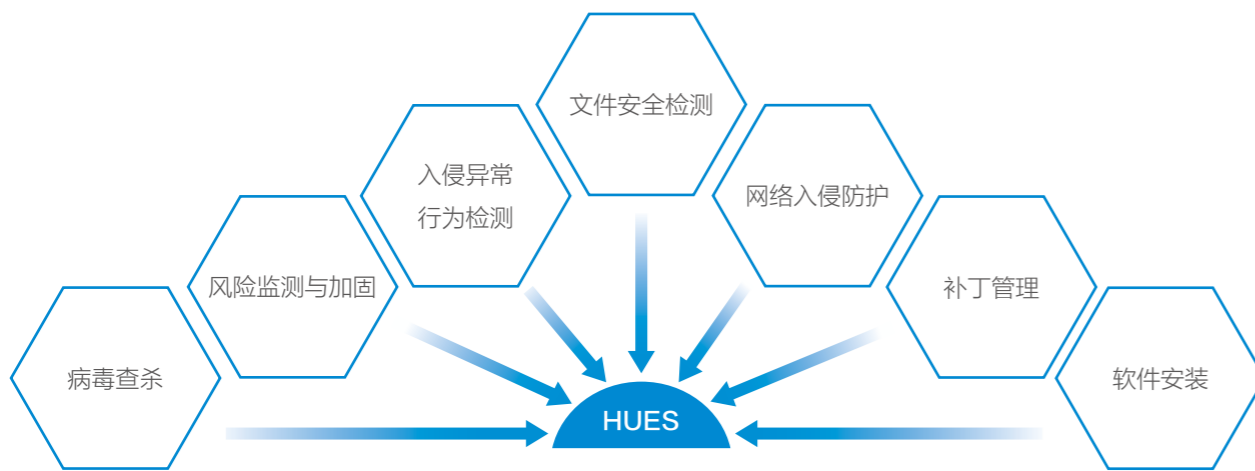 文件安全检测
入侵异常
行为检测
网络入侵防护
风险监测与加固
补丁管理
病毒查杀
软件安装
HUES